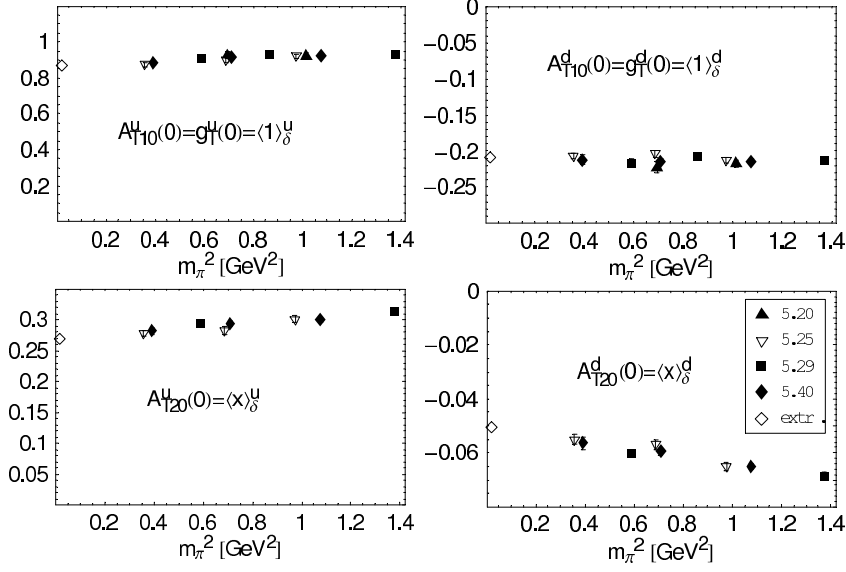 1
0.8
0.6
0.4
0.2
A^u_T10(0)=g^u_T(0)=⟨1⟩^u_δ
0.2 0.4 0.6 0.8 1 1.2 1.4
m_π^2 [GeV^2]
0
−0.05
−0.1
−0.15
−0.2
−0.25
A^d_T10(0)=g^d_T(0)=⟨1⟩^d_δ
0.2 0.4 0.6 0.8 1 1.2 1.4
m_π^2 [GeV^2]
0.3
0.25
0.2
0.15
0.1
0.05
A^u_T20(0)=⟨x⟩^u_δ
0.2 0.4 0.6 0.8 1 1.2 1.4
m_π^2 [GeV^2]
0
−0.02
−0.04
−0.06
A^d_T20(0)=⟨x⟩^d_δ
5.20
5.25
5.29
5.40
extr.
0.2 0.4 0.6 0.8 1 1.2 1.4
m_π^2 [GeV^2]